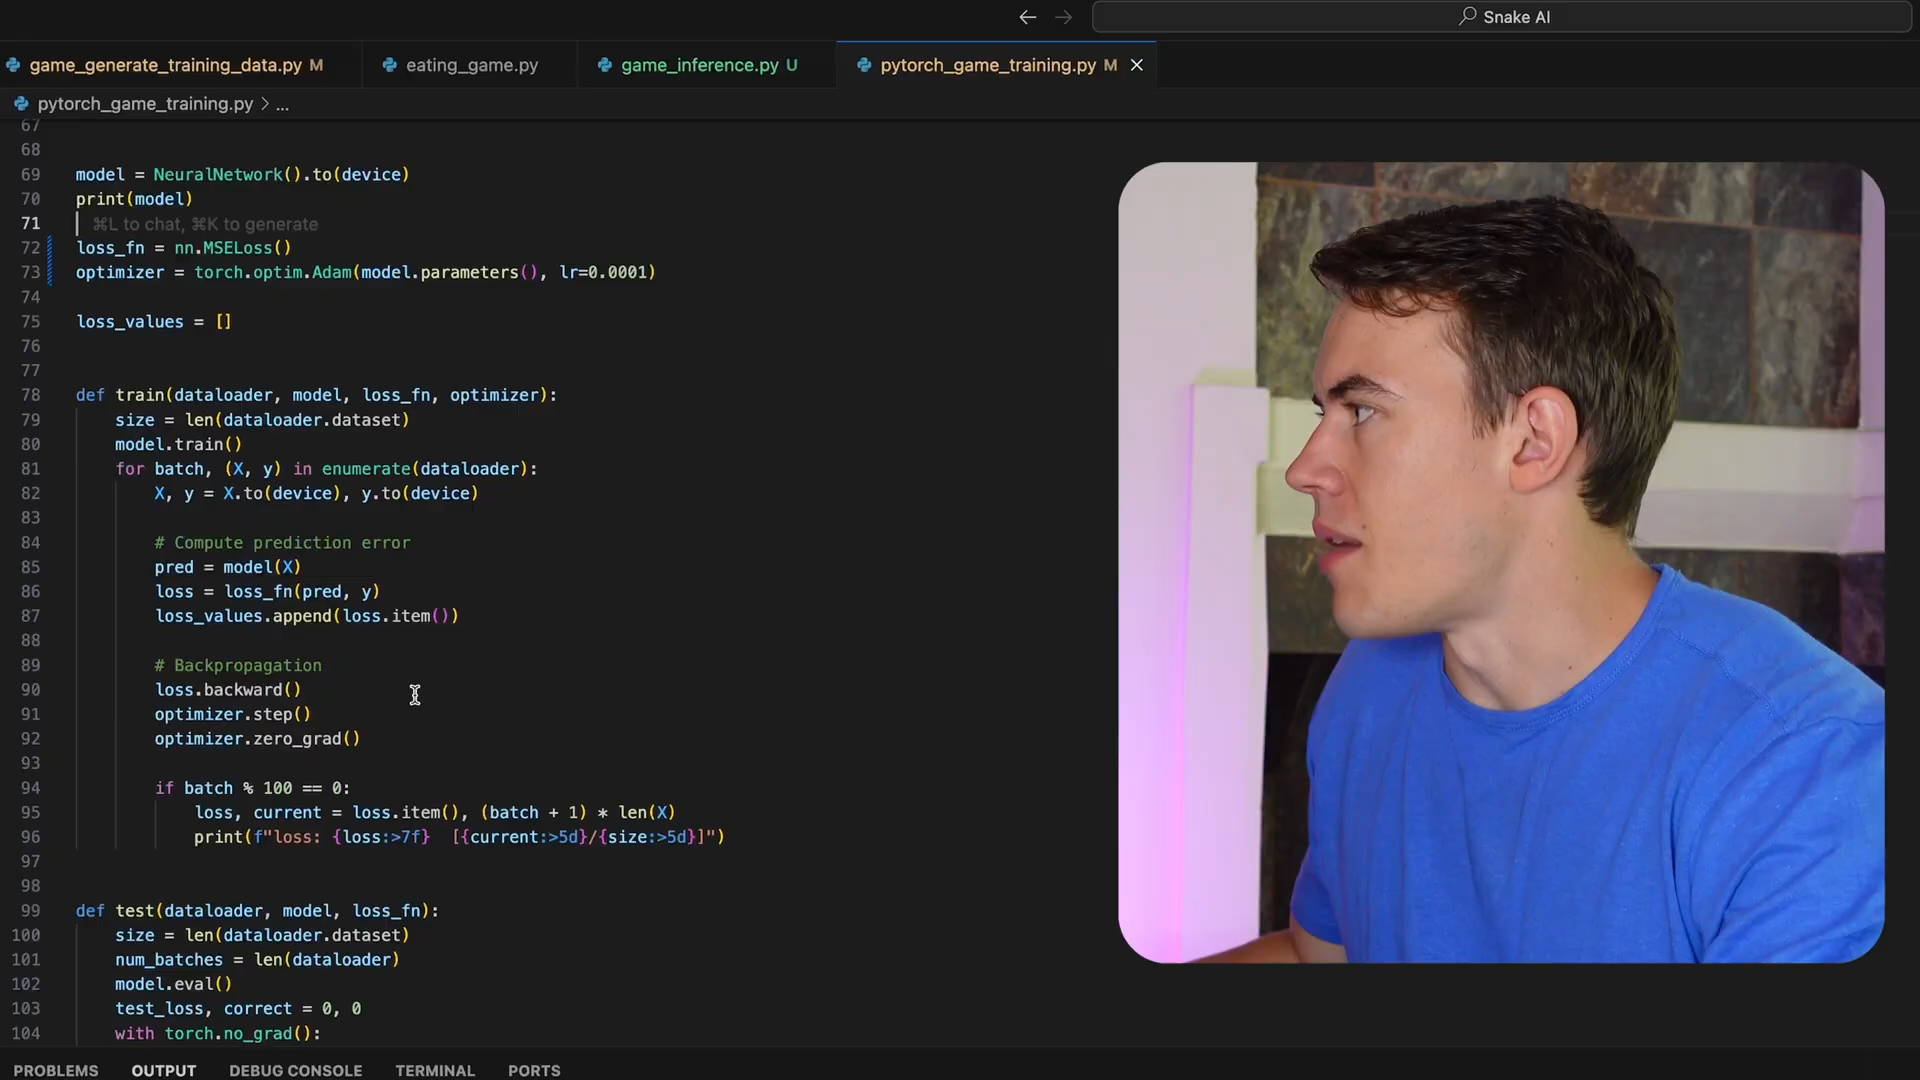 Snake AI
game_generate_training_data.py M
eating_game.py
game_inference.py U
pytorch_game_training.py M
pytorch_game_training.py > ...
67
68
69 model = NeuralNetwork().to(device)
70 print(model)
71 ⌘L to chat, ⌘K to generate
72 loss_fn = nn.MSELoss()
73 optimizer = torch.optim.Adam(model.parameters(), lr=0.0001)
74
75 loss_values = []
76
77
78 def train(dataloader, model, loss_fn, optimizer):
79 size = len(dataloader.dataset)
80 model.train()
81 for batch, (X, y) in enumerate(dataloader):
82 X, y = X.to(device), y.to(device)
83
84 # Compute prediction error
85 pred = model(X)
86 loss = loss_fn(pred, y)
87 loss_values.append(loss.item())
88
89 # Backpropagation
90 loss.backward()
91 optimizer.step()
92 optimizer.zero_grad()
93
94 if batch % 100 == 0:
95 loss, current = loss.item(), (batch + 1) * len(X)
96 print(f"loss: {loss:>7f}  [{current:>5d}/{size:>5d}]")
97
98
99 def test(dataloader, model, loss_fn):
100 size = len(dataloader.dataset)
101 num_batches = len(dataloader)
102 model.eval()
103 test_loss, correct = 0, 0
104 with torch.no_grad():
PROBLEMS OUTPUT DEBUG CONSOLE TERMINAL PORTS